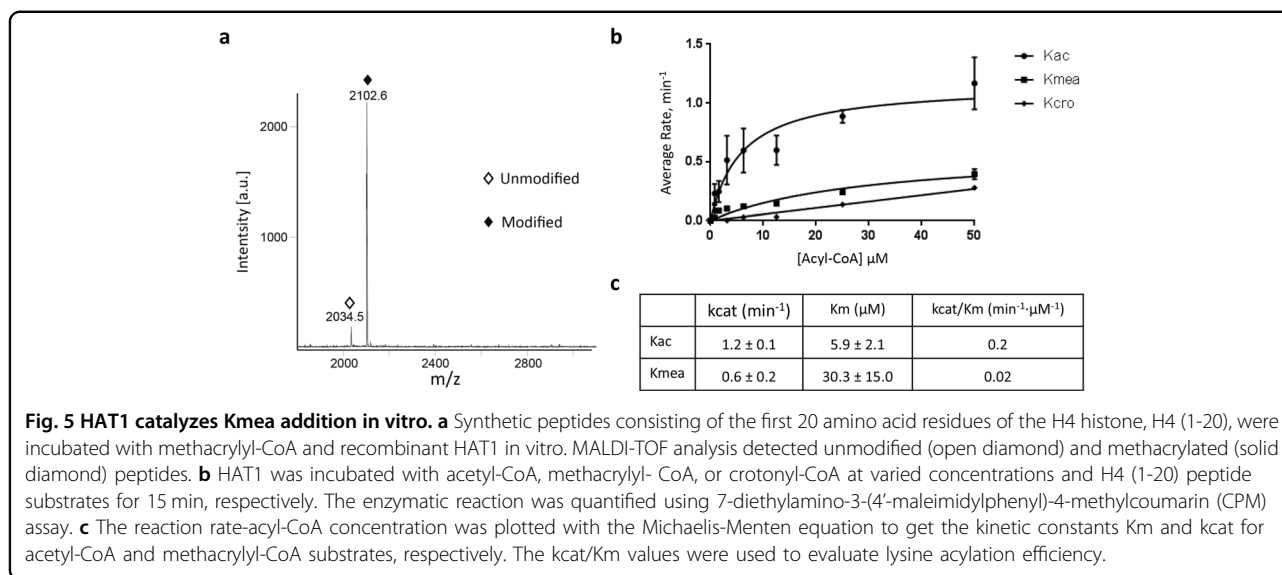 a
2102.6
2000
Intentsity [a.u.]
◇ Unmodified
◆ Modified
1000
2034.5
2000
2400
2800
m/z
b
1.5
1.0
0.5
0.0
Average Rate, min⁻¹
0
10
20
30
40
50
[Acyl-CoA] μM
Kac
Kmea
Kcro
c
kcat (min⁻¹) Km (μM) kcat/Km (min⁻¹·μM⁻¹)
Kac 1.2 ± 0.1 5.9 ± 2.1 0.2
Kmea 0.6 ± 0.2 30.3 ± 15.0 0.02
Fig. 5 HAT1 catalyzes Kmea addition in vitro. a Synthetic peptides consisting of the first 20 amino acid residues of the H4 histone, H4 (1-20), were
incubated with methacrylyl-CoA and recombinant HAT1 in vitro. MALDI-TOF analysis detected unmodified (open diamond) and methacrylated (solid
diamond) peptides. b HAT1 was incubated with acetyl-CoA, methacrylyl- CoA, or crotonyl-CoA at varied concentrations and H4 (1-20) peptide
substrates for 15 min, respectively. The enzymatic reaction was quantified using 7-diethylamino-3-(4′-maleimidylphenyl)-4-methylcoumarin (CPM)
assay. c The reaction rate-acyl-CoA concentration was plotted with the Michaelis-Menten equation to get the kinetic constants Km and kcat for
acetyl-CoA and methacrylyl-CoA substrates, respectively. The kcat/Km values were used to evaluate lysine acylation efficiency.